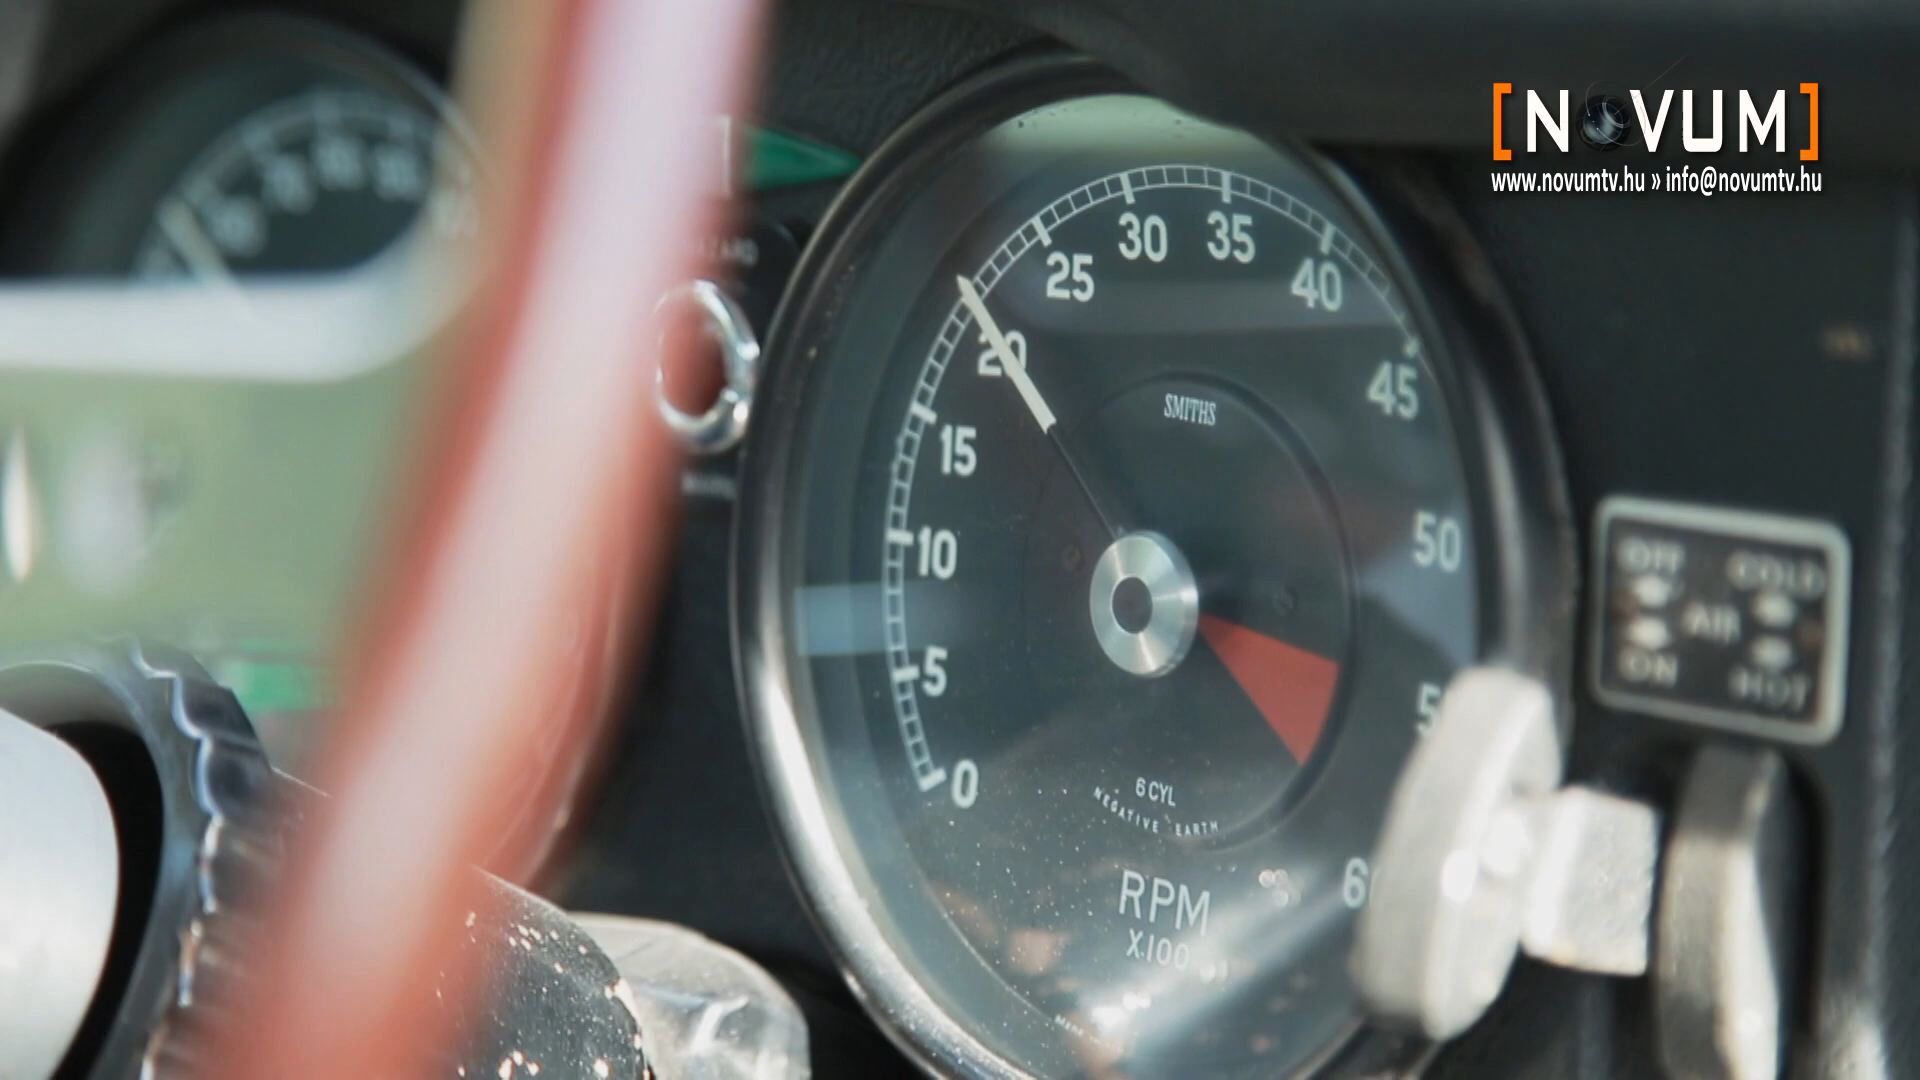 [NOVUM]
www.novumtv.hu » info@novumtv.hu
30 35
25 40
20 45
15
SMITHS
10 50
5
0
6 CYL
NEGATIVE EARTH
RPM
X.100
OFF COLD
AIR
ON HOT